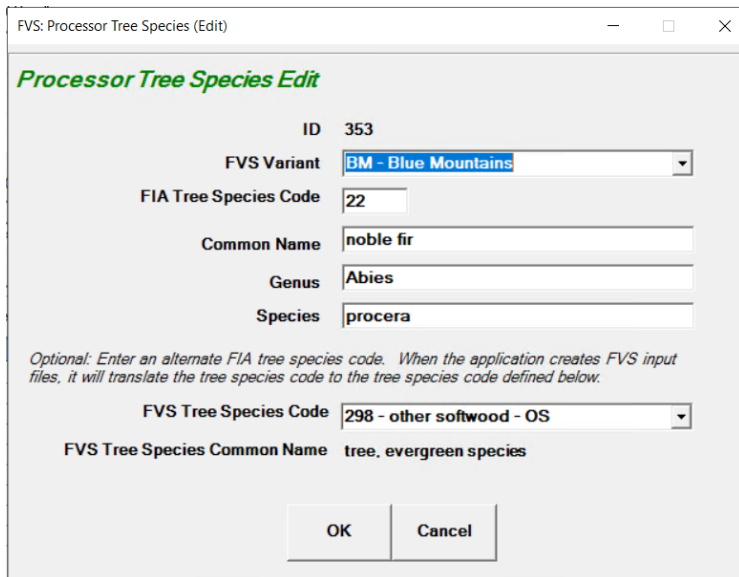 FVS: Processor Tree Species (Edit)
Processor Tree Species Edit
ID 353
FVS Variant BM - Blue Mountains
FIA Tree Species Code 22
Common Name noble fir
Genus Abies
Species procera
Optional: Enter an alternate FIA tree species code. When the application creates FVS input
files, it will translate the tree species code to the tree species code defined below.
FVS Tree Species Code 298 - other softwood - OS
FVS Tree Species Common Name tree, evergreen species
OK Cancel